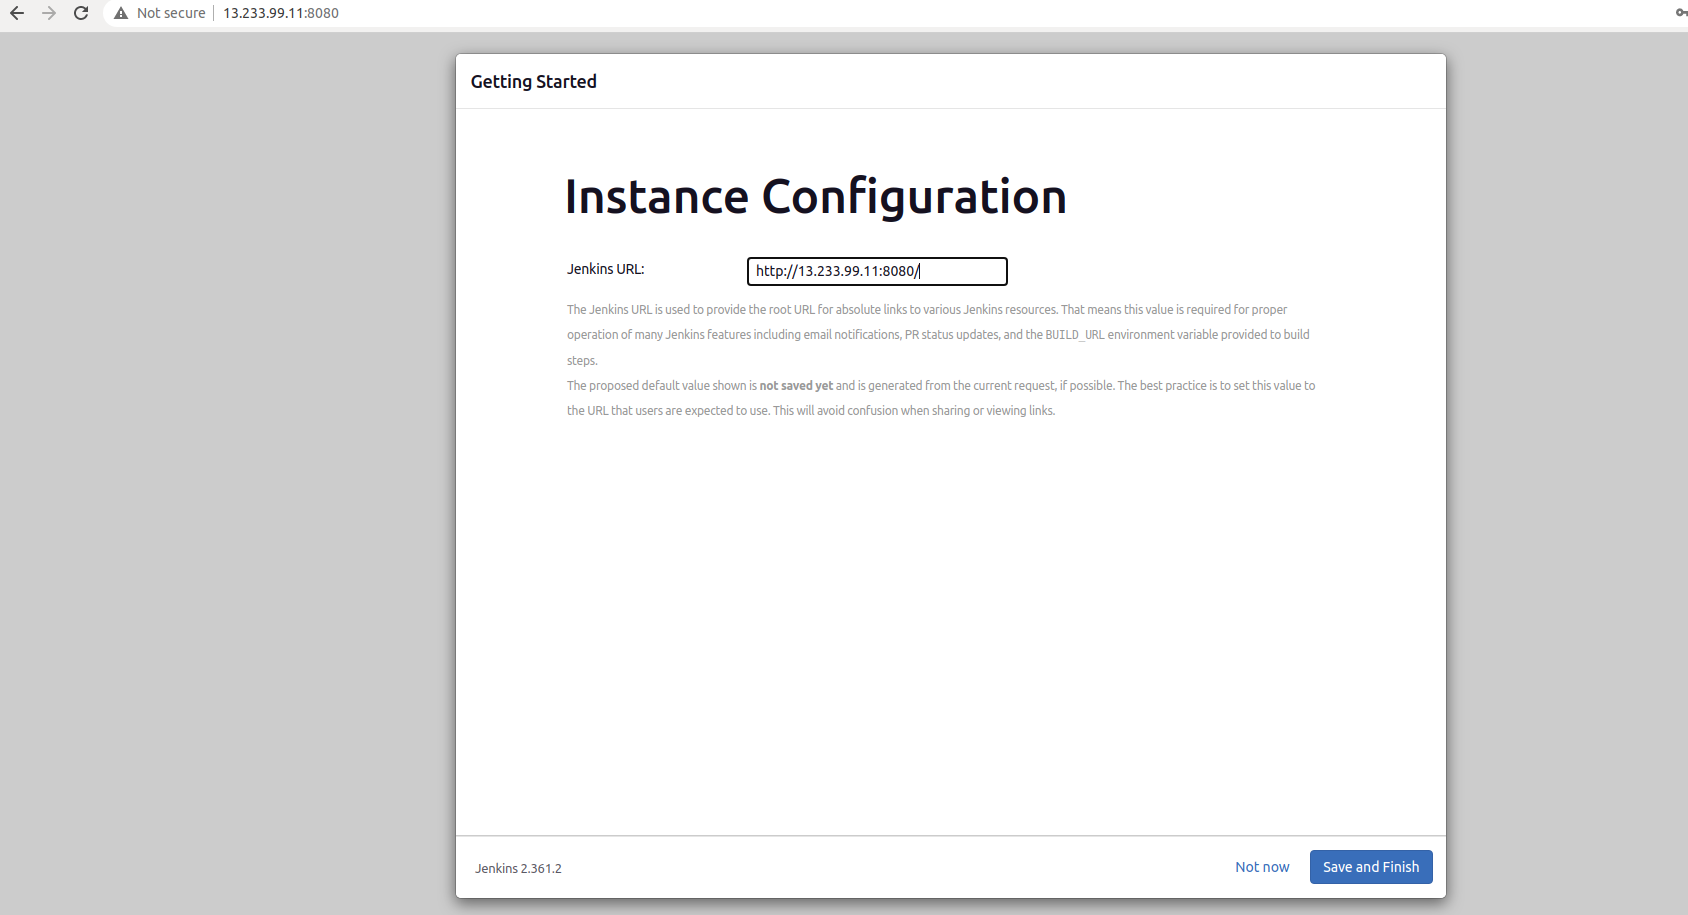 Not secure | 13.233.99.11:8080
Getting Started
Instance Configuration
Jenkins URL: http://13.233.99.11:8080/
The Jenkins URL is used to provide the root URL for absolute links to various Jenkins resources. That means this value is required for proper
operation of many Jenkins features including email notifications, PR status updates, and the BUILD_URL environment variable provided to build
steps.
The proposed default value shown is not saved yet and is generated from the current request, if possible. The best practice is to set this value to
the URL that users are expected to use. This will avoid confusion when sharing or viewing links.
Jenkins 2.361.2 Not now Save and Finish